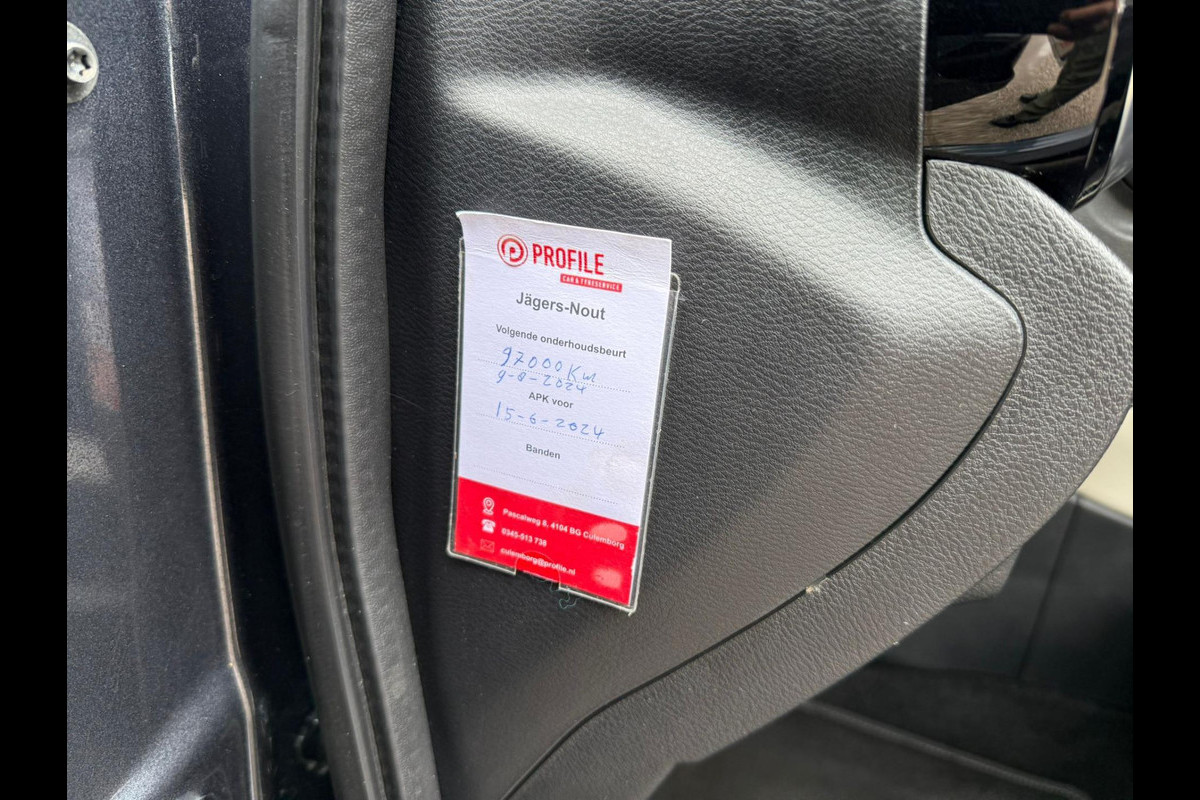 PROFILE
CAR & TYRESERVICE
Jägers-Nout
Volgende onderhoudsbeurt
97000 Km
9-8-2024
APK voor
15-6-2024
Banden
Pascalweg 8, 4104 BG Culemborg
0345-513 738
culemborg@profile.nl